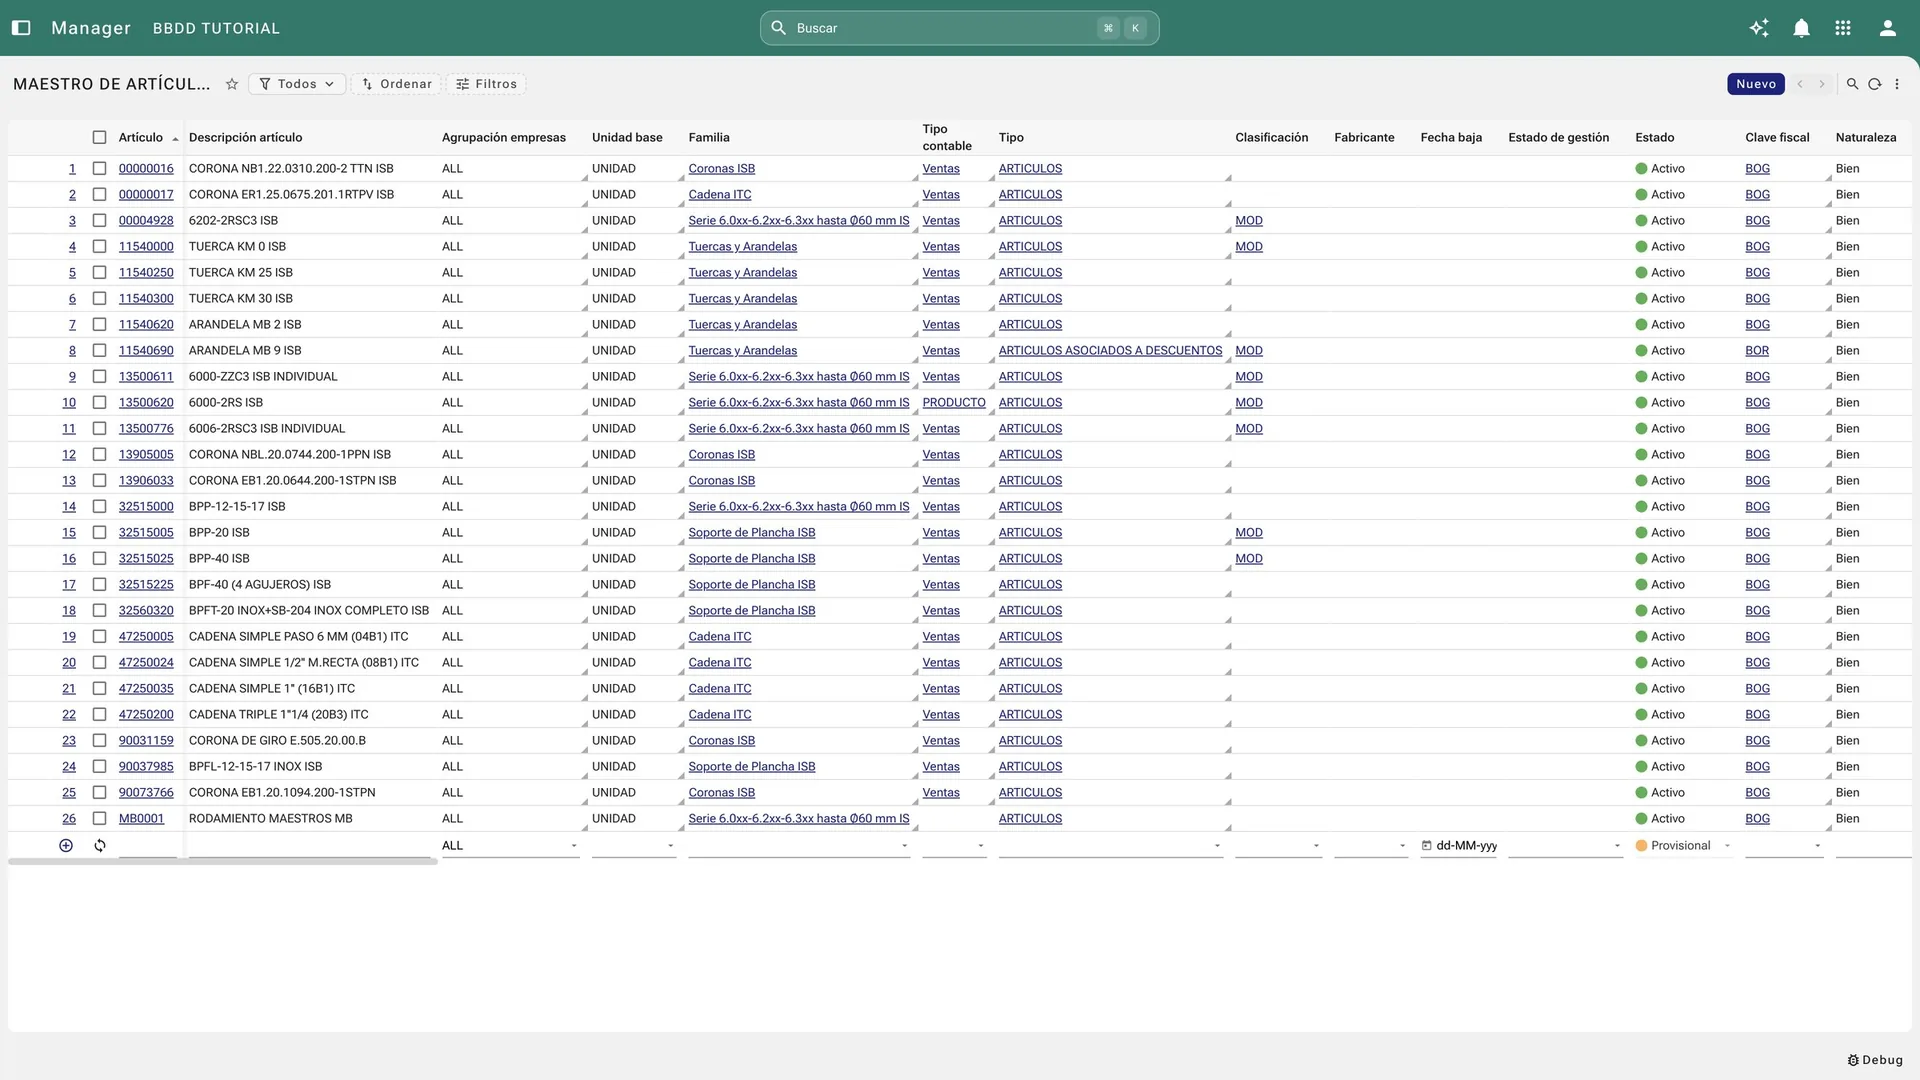 Manager BBDD TUTORIAL Buscar ⌘ K
MAESTRO DE ARTÍCUL... Todos Ordenar Filtros Nuevo
Artículo Descripción artículo Agrupación empresas Unidad base Familia Tipo contable Tipo Clasificación Fabricante Fecha baja Estado de gestión Estado Clave fiscal Naturaleza
1 00000016 CORONA NB1.22.0310.200-2 TTN ISB ALL UNIDAD Coronas ISB Ventas ARTICULOS Activo BOG Bien
2 00000017 CORONA ER1.25.0675.201.1RTPV ISB ALL UNIDAD Cadena ITC Ventas ARTICULOS Activo BOG Bien
3 00004928 6202-2RSC3 ISB ALL UNIDAD Serie 6.0xx-6.2xx-6.3xx hasta Ø60 mm IS Ventas ARTICULOS MOD Activo BOG Bien
4 11540000 TUERCA KM 0 ISB ALL UNIDAD Tuercas y Arandelas Ventas ARTICULOS MOD Activo BOG Bien
5 11540250 TUERCA KM 25 ISB ALL UNIDAD Tuercas y Arandelas Ventas ARTICULOS Activo BOG Bien
6 11540300 TUERCA KM 30 ISB ALL UNIDAD Tuercas y Arandelas Ventas ARTICULOS Activo BOG Bien
7 11540620 ARANDELA MB 2 ISB ALL UNIDAD Tuercas y Arandelas Ventas ARTICULOS Activo BOG Bien
8 11540690 ARANDELA MB 9 ISB ALL UNIDAD Tuercas y Arandelas Ventas ARTICULOS ASOCIADOS A DESCUENTOS MOD Activo BOR Bien
9 13500611 6000-ZZC3 ISB INDIVIDUAL ALL UNIDAD Serie 6.0xx-6.2xx-6.3xx hasta Ø60 mm IS Ventas ARTICULOS MOD Activo BOG Bien
10 13500620 6000-2RS ISB ALL UNIDAD Serie 6.0xx-6.2xx-6.3xx hasta Ø60 mm IS PRODUCTO ARTICULOS MOD Activo BOG Bien
11 13500776 6006-2RSC3 ISB INDIVIDUAL ALL UNIDAD Serie 6.0xx-6.2xx-6.3xx hasta Ø60 mm IS Ventas ARTICULOS MOD Activo BOG Bien
12 13905005 CORONA NBL.20.0744.200-1PPN ISB ALL UNIDAD Coronas ISB Ventas ARTICULOS Activo BOG Bien
13 13906033 CORONA EB1.20.0644.200-1STPN ISB ALL UNIDAD Coronas ISB Ventas ARTICULOS Activo BOG Bien
14 32515000 BPP-12-15-17 ISB ALL UNIDAD Serie 6.0xx-6.2xx-6.3xx hasta Ø60 mm IS Ventas ARTICULOS Activo BOG Bien
15 32515005 BPP-20 ISB ALL UNIDAD Soporte de Plancha ISB Ventas ARTICULOS MOD Activo BOG Bien
16 32515025 BPP-40 ISB ALL UNIDAD Soporte de Plancha ISB Ventas ARTICULOS MOD Activo BOG Bien
17 32515225 BPF-40 (4 AGUJEROS) ISB ALL UNIDAD Soporte de Plancha ISB Ventas ARTICULOS Activo BOG Bien
18 32560320 BPFT-20 INOX+SB-204 INOX COMPLETO ISB ALL UNIDAD Soporte de Plancha ISB Ventas ARTICULOS Activo BOG Bien
19 47250005 CADENA SIMPLE PASO 6 MM (04B1) ITC ALL UNIDAD Cadena ITC Ventas ARTICULOS Activo BOG Bien
20 47250024 CADENA SIMPLE 1/2" M.RECTA (08B1) ITC ALL UNIDAD Cadena ITC Ventas ARTICULOS Activo BOG Bien
21 47250035 CADENA SIMPLE 1" (16B1) ITC ALL UNIDAD Cadena ITC Ventas ARTICULOS Activo BOG Bien
22 47250200 CADENA TRIPLE 1"1/4 (20B3) ITC ALL UNIDAD Cadena ITC Ventas ARTICULOS Activo BOG Bien
23 90031159 CORONA DE GIRO E.505.20.00.B ALL UNIDAD Coronas ISB Ventas ARTICULOS Activo BOG Bien
24 90037985 BPFL-12-15-17 INOX ISB ALL UNIDAD Soporte de Plancha ISB Ventas ARTICULOS Activo BOG Bien
25 90073766 CORONA EB1.20.1094.200-1STPN ALL UNIDAD Coronas ISB Ventas ARTICULOS Activo BOG Bien
26 MB0001 RODAMIENTO MAESTROS MB ALL UNIDAD Serie 6.0xx-6.2xx-6.3xx hasta Ø60 mm IS ARTICULOS Activo BOG Bien
ALL dd-MM-yyy Provisional
Debug